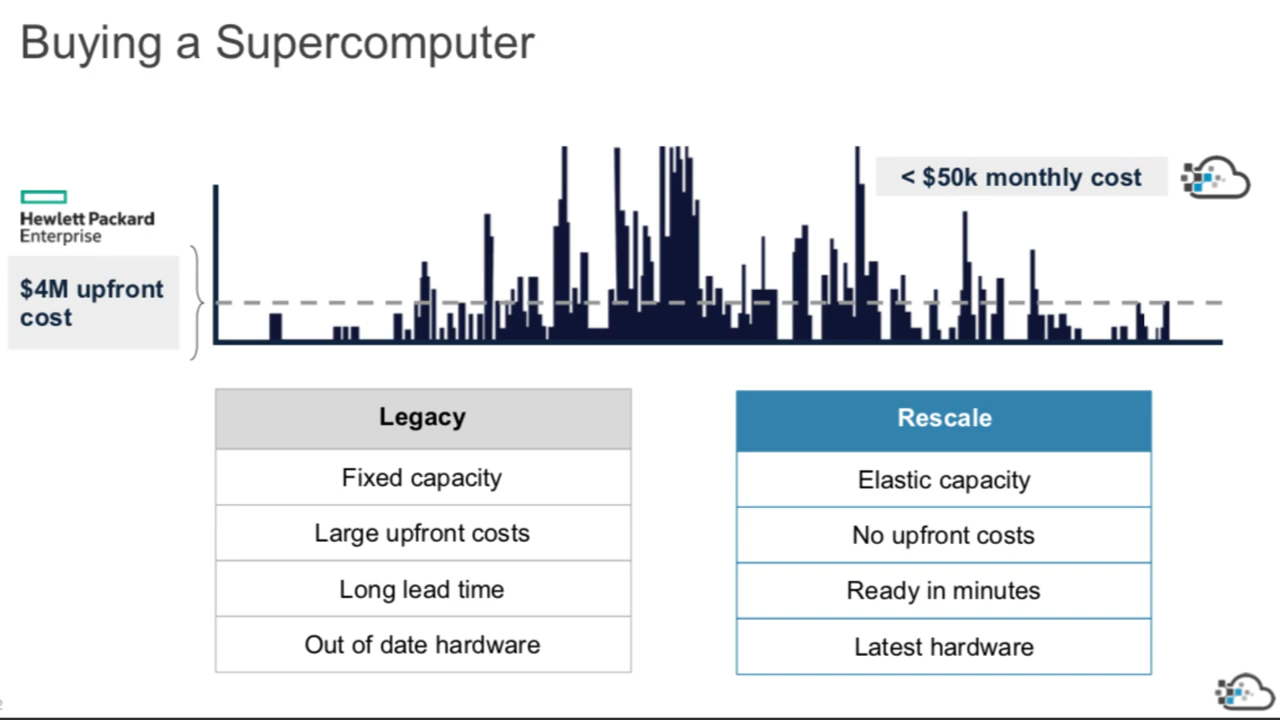 Buying a Supercomputer
< $50k monthly cost
Hewlett Packard
Enterprise
$4M upfront
cost
Legacy
Fixed capacity
Large upfront costs
Long lead time
Out of date hardware
Rescale
Elastic capacity
No upfront costs
Ready in minutes
Latest hardware